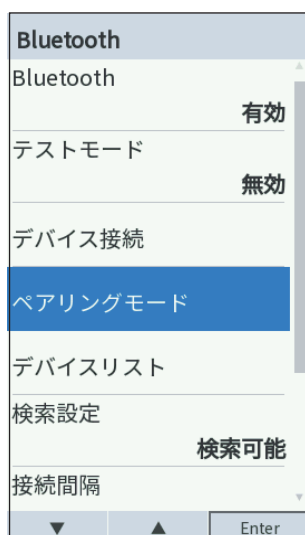 Bluetooth
Bluetooth
有効
テストモード
無効
デバイス接続
ペアリングモード
デバイスリスト
検索設定
検索可能
接続間隔
▼ ▲ Enter